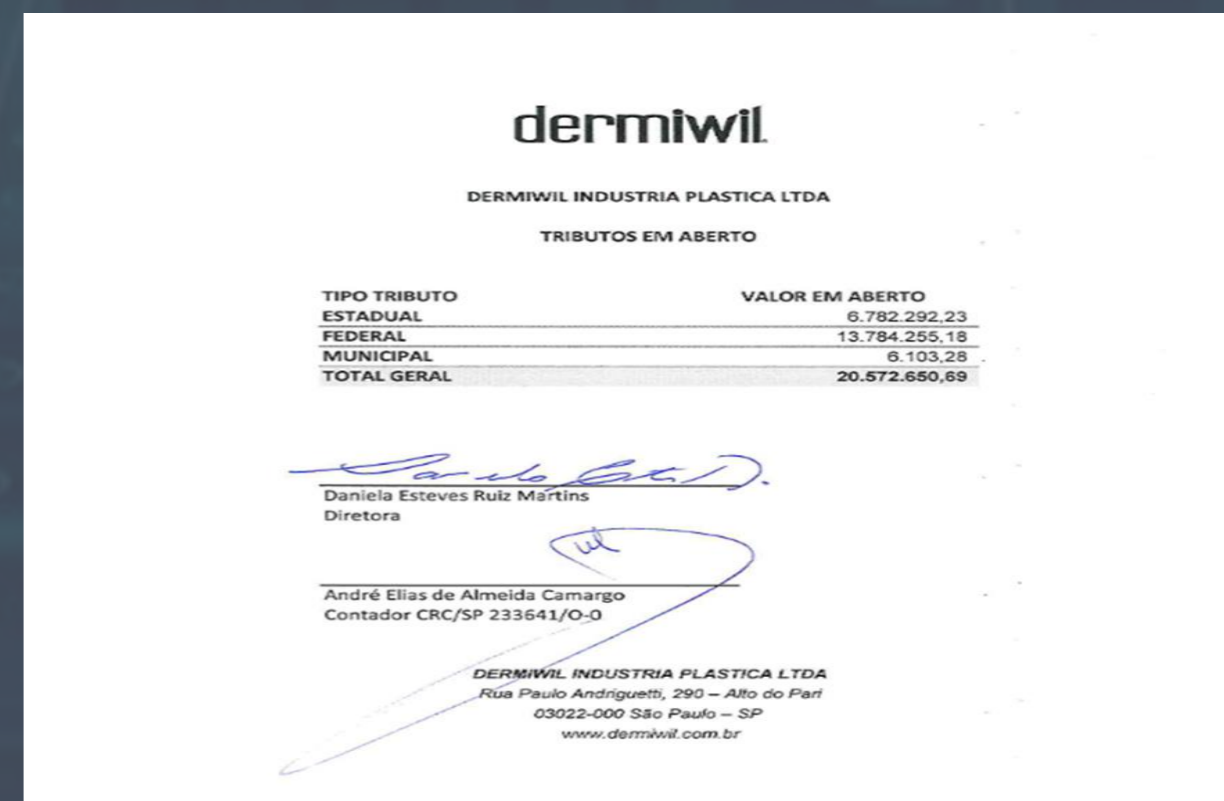 dermiwil
DERMIWIL INDUSTRIA PLASTICA LTDA
TRIBUTOS EM ABERTO
TIPO TRIBUTO VALOR EM ABERTO
ESTADUAL 6.782.292,23
FEDERAL 13.784.255,18
MUNICIPAL 6.103,28
TOTAL GERAL 20.572.650,69
Daniela Esteves Ruiz Martins
Diretora
André Elias de Almeida Camargo
Contador CRC/SP 233641/O-0
DERMIWIL INDUSTRIA PLASTICA LTDA
Rua Paulo Andriguetti, 290 – Alto do Pari
03022-000 São Paulo – SP
www.dermiwil.com.br